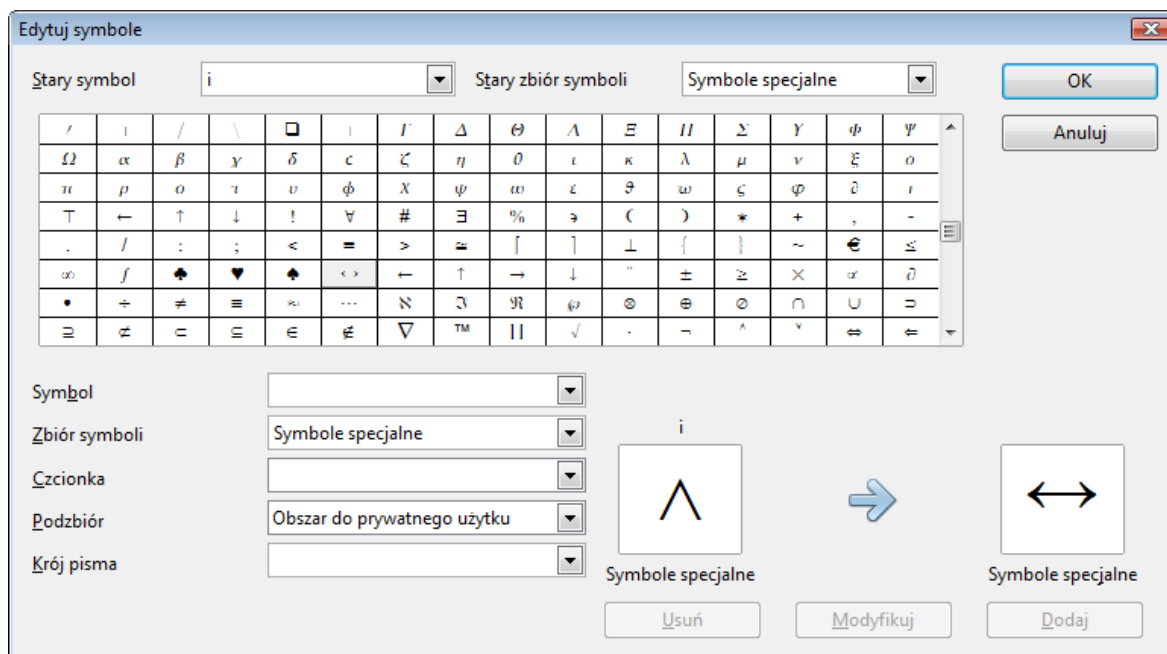 Edytuj symbole
Stary symbol i Stary zbiór symboli Symbole specjalne OK
Anuluj
Γ Δ Θ Λ Ξ Π Σ Υ Φ Ψ
Ω α β χ δ ε ζ η θ ι κ λ μ ν ξ ο
π ρ σ τ υ ϕ X ψ ω ε ϑ ϖ ς φ ∂ ι
⊤ ← ↑ ↓ ! ∀ # ∃ % ϶ ( ) ∗ + , -
. / : ; < = > ≅ ⌈ ⌉ ⊥ { } ~ € ≤
∞ ∫ ♣ ♥ ♠ ‹ › ← ↑ → ↓ " ± ≥ × ∝ ∂
• ÷ ≠ ≡ ≈ … ℵ ℑ ℜ ℘ ⊗ ⊕ ⊘ ∩ ∪ ⊃
⊇ ⊄ ⊂ ⊆ ∈ ∉ ∇ ™ ∏ √ ⋅ ¬ ∧ ∨ ⇔ ⇐
Symbol
Zbiór symboli Symbole specjalne
Czcionka
Podzbiór Obszar do prywatnego użytku
Krój pisma
i
∧ ↔
Symbole specjalne Symbole specjalne
Usuń Modyfikuj Dodaj